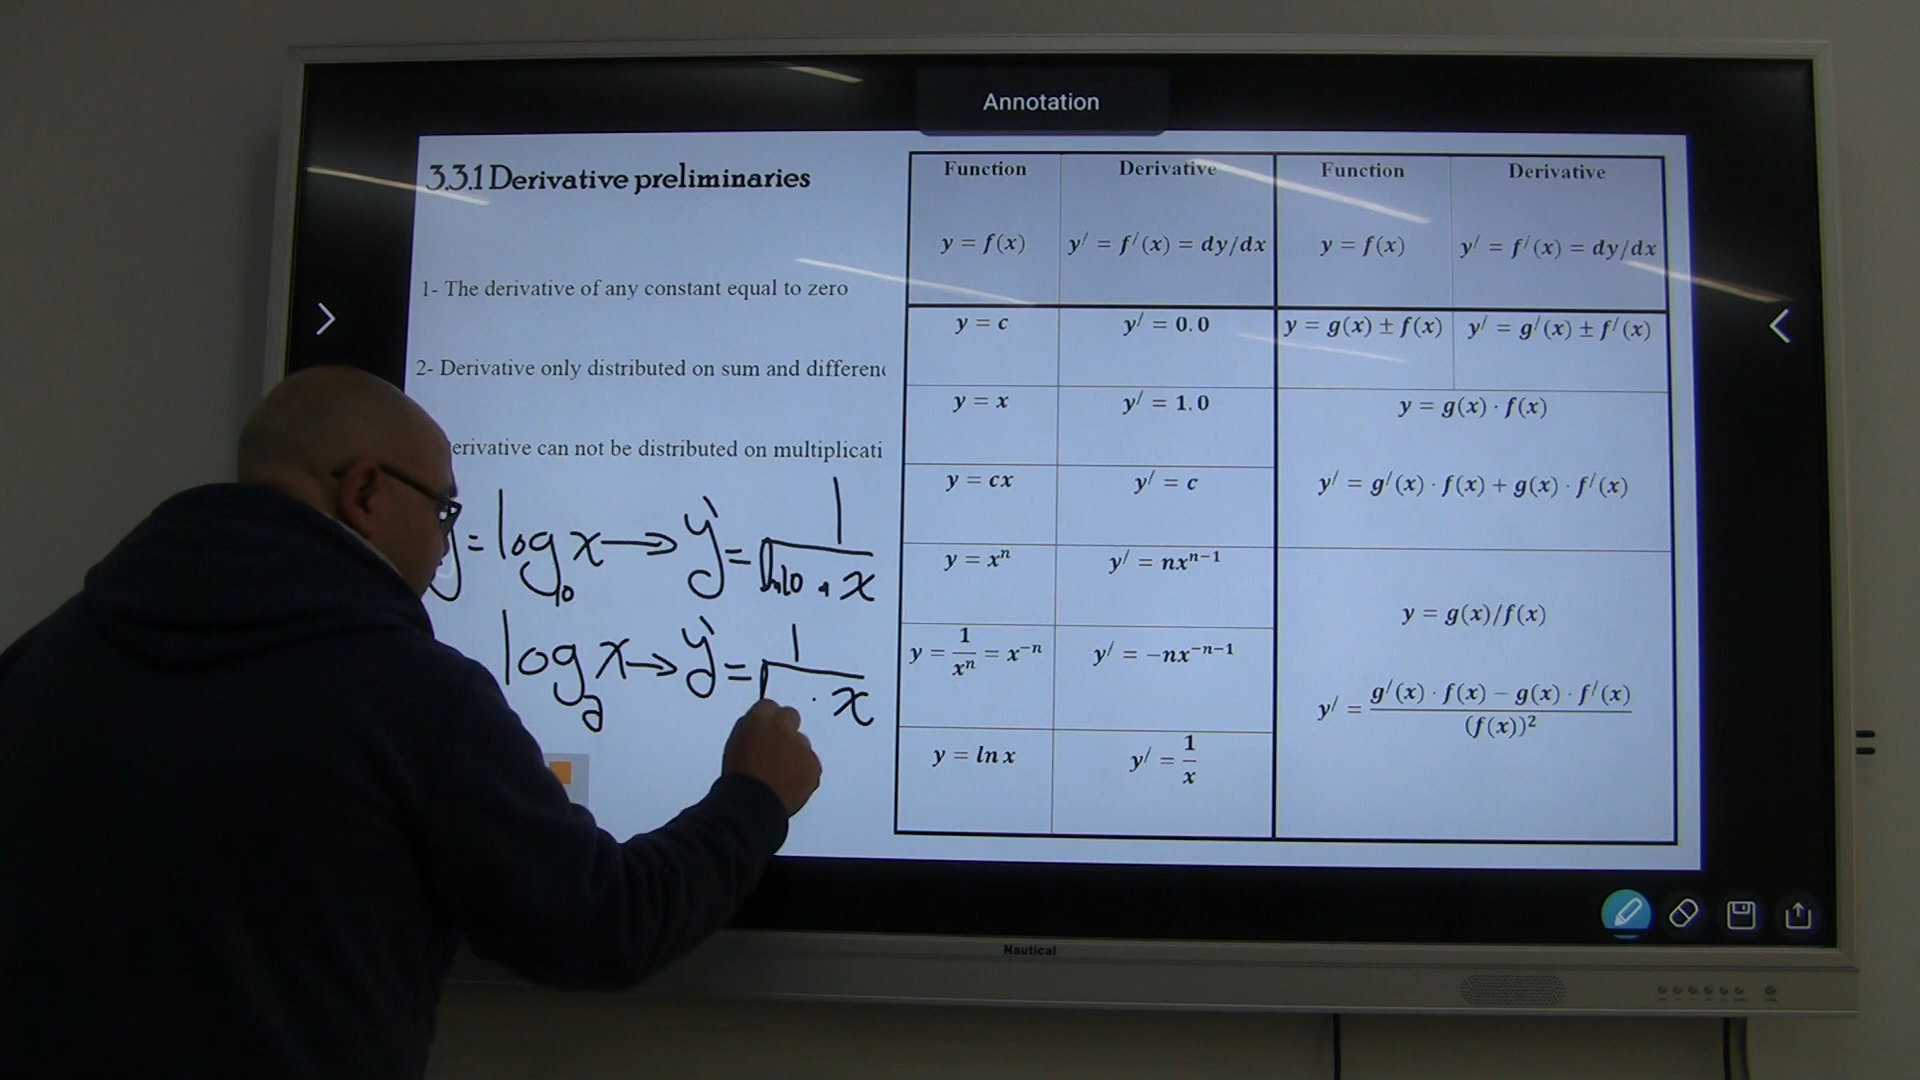 Annotation
3.3.1 Derivative preliminaries
1- The derivative of any constant equal to zero
2- Derivative only distributed on sum and differen
erivative can not be distributed on multiplicati
y = log₁₀ x → y' = 1 / ln10 . x
log₂ x → y' = 1 / . x
Function Derivative Function Derivative
y = f(x) y′ = f′(x) = dy/dx y = f(x) y′ = f′(x) = dy/dx
y = c y′ = 0.0 y = g(x) ± f(x) y′ = g′(x) ± f′(x)
y = x y′ = 1.0 y = g(x) · f(x)
y = cx y′ = c y′ = g′(x) · f(x) + g(x) · f′(x)
y = xⁿ y′ = nxⁿ⁻¹
y = g(x)/f(x)
y = 1/xⁿ = x⁻ⁿ y′ = −nx⁻ⁿ⁻¹
y′ = (g′(x) · f(x) − g(x) · f′(x)) / (f(x))²
y = ln x y′ = 1/x
Nautical